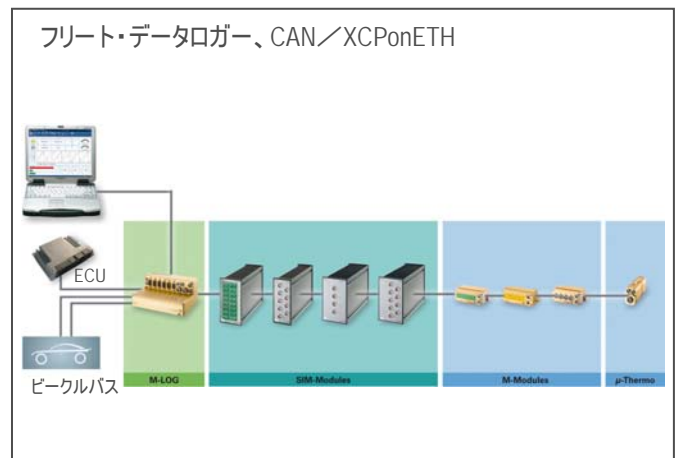 フリート・データロガー、CAN／XCPonETH
ECU
ビークルバス
M-LOG
SIM-Modules
M-Modules
μ-Thermo